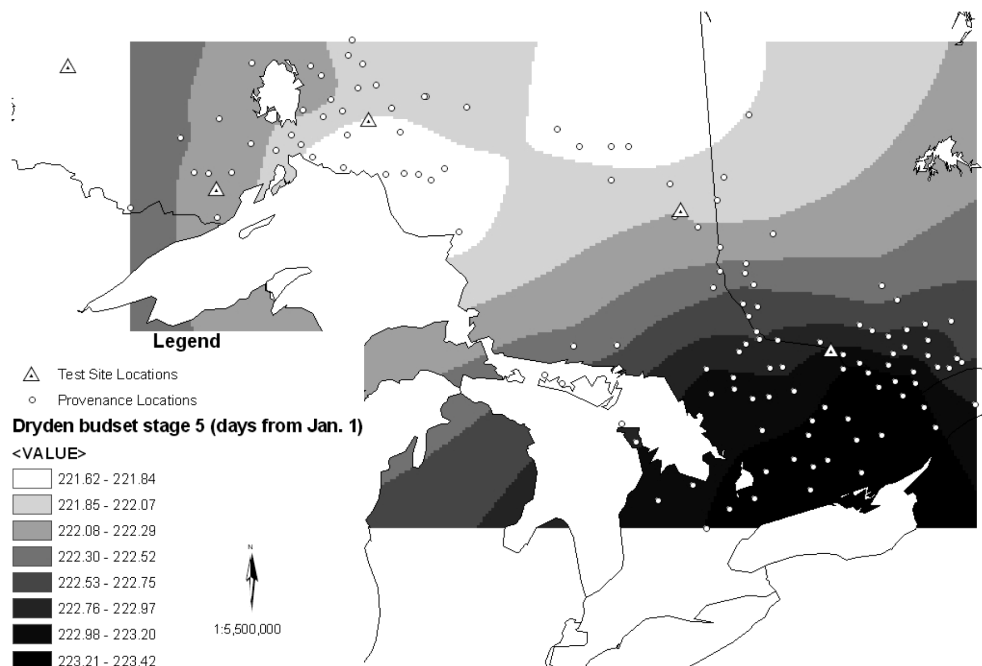 Legend
Test Site Locations
Provenance Locations
Dryden budset stage 5 (days from Jan. 1)
<VALUE>
221.62 - 221.84
221.85 - 222.07
222.08 - 222.29
222.30 - 222.52
222.53 - 222.75
222.76 - 222.97
222.98 - 223.20
223.21 - 223.42
N
1:5,500,000